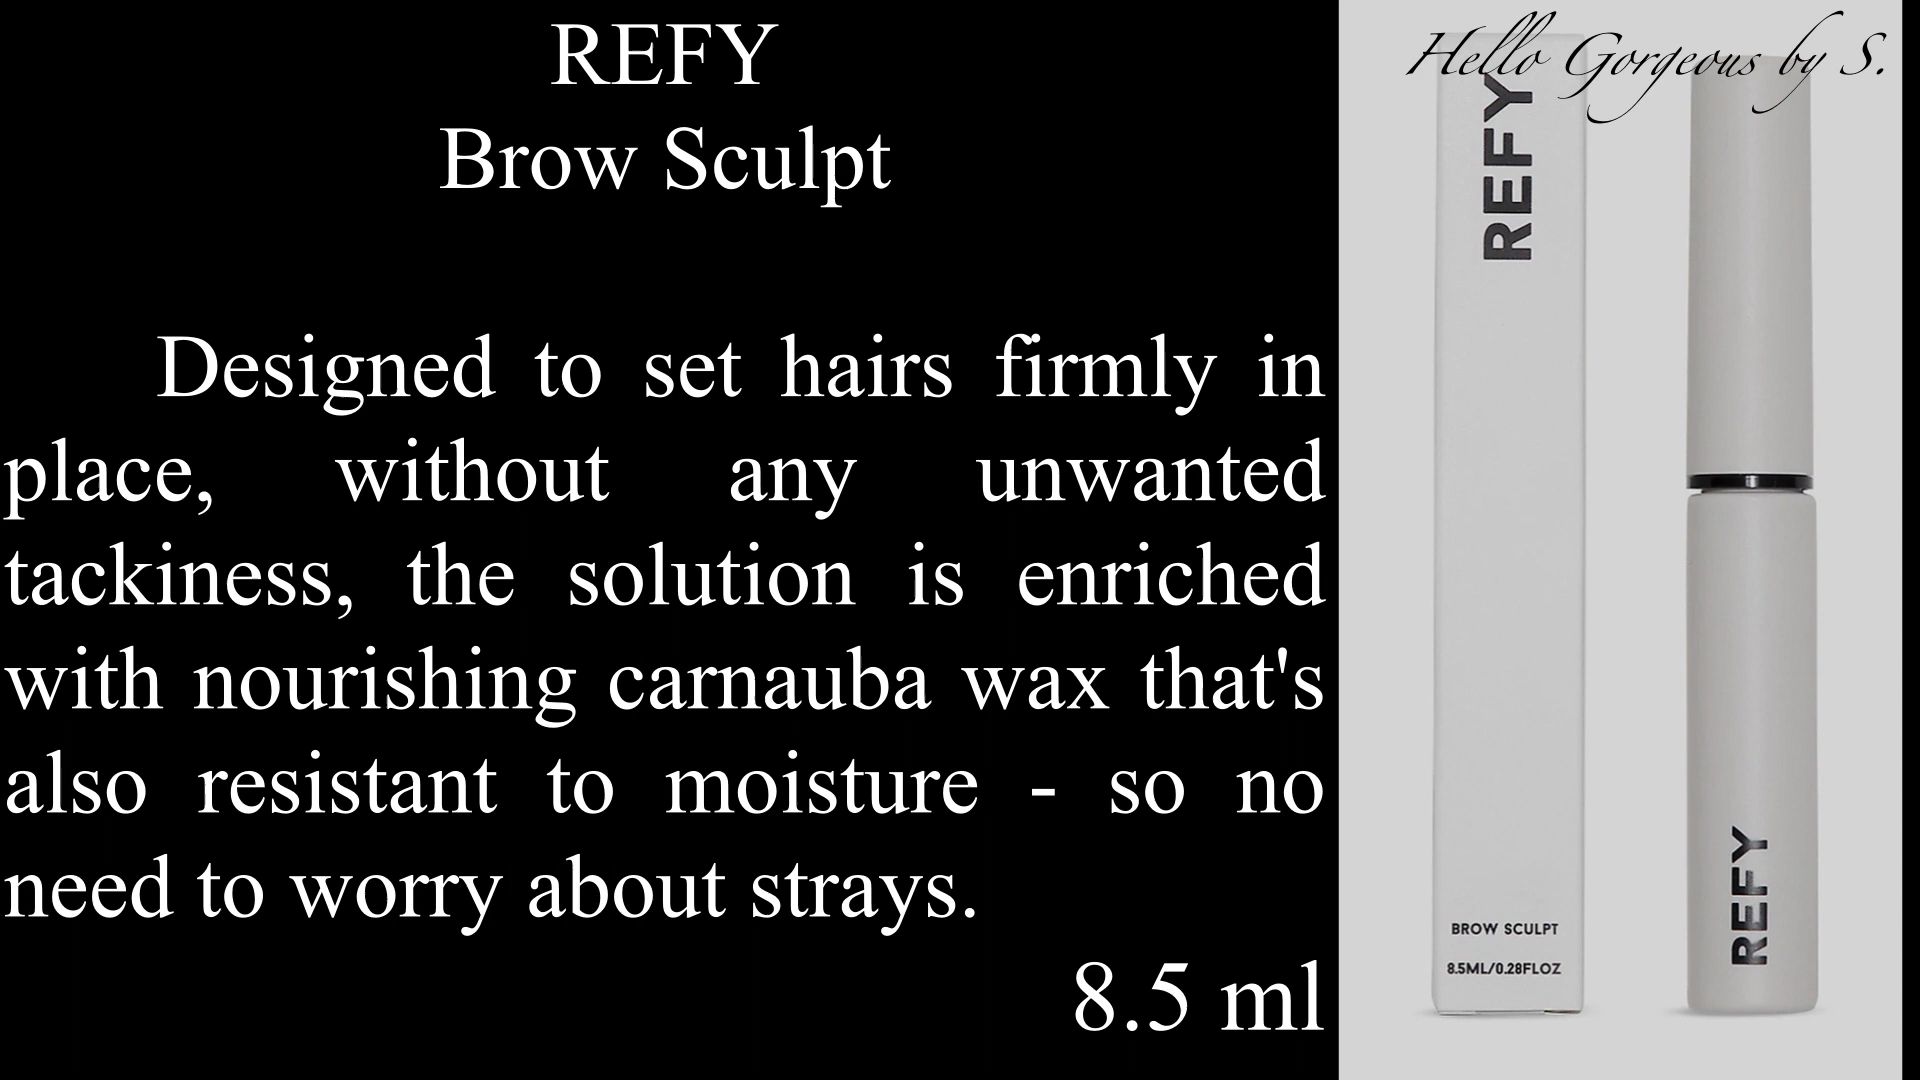 REFY
Brow Sculpt
Designed to set hairs firmly in
place, without any unwanted
tackiness, the solution is enriched
with nourishing carnauba wax that's
also resistant to moisture - so no
need to worry about strays.
8.5 ml
Hello Gorgeous by S.
REFY
BROW SCULPT
8.5ML/0.28FLOZ
REFY